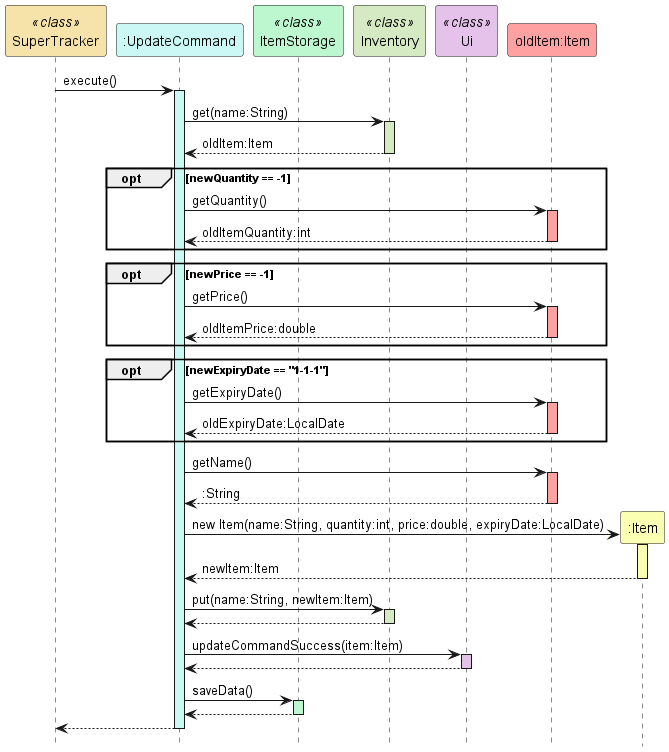 «class» «class» «class» «class»
SuperTracker :UpdateCommand ItemStorage Inventory Ui oldItem:Item
execute()
get(name:String)
oldItem:Item
opt [newQuantity == -1]
getQuantity()
oldItemQuantity:int
opt [newPrice == -1]
getPrice()
oldItemPrice:double
opt [newExpiryDate == "1-1-1"]
getExpiryDate()
oldExpiryDate:LocalDate
getName()
:String
new Item(name:String, quantity:int, price:double, expiryDate:LocalDate) :Item
newItem:Item
put(name:String, newItem:Item)
updateCommandSuccess(item:Item)
saveData()